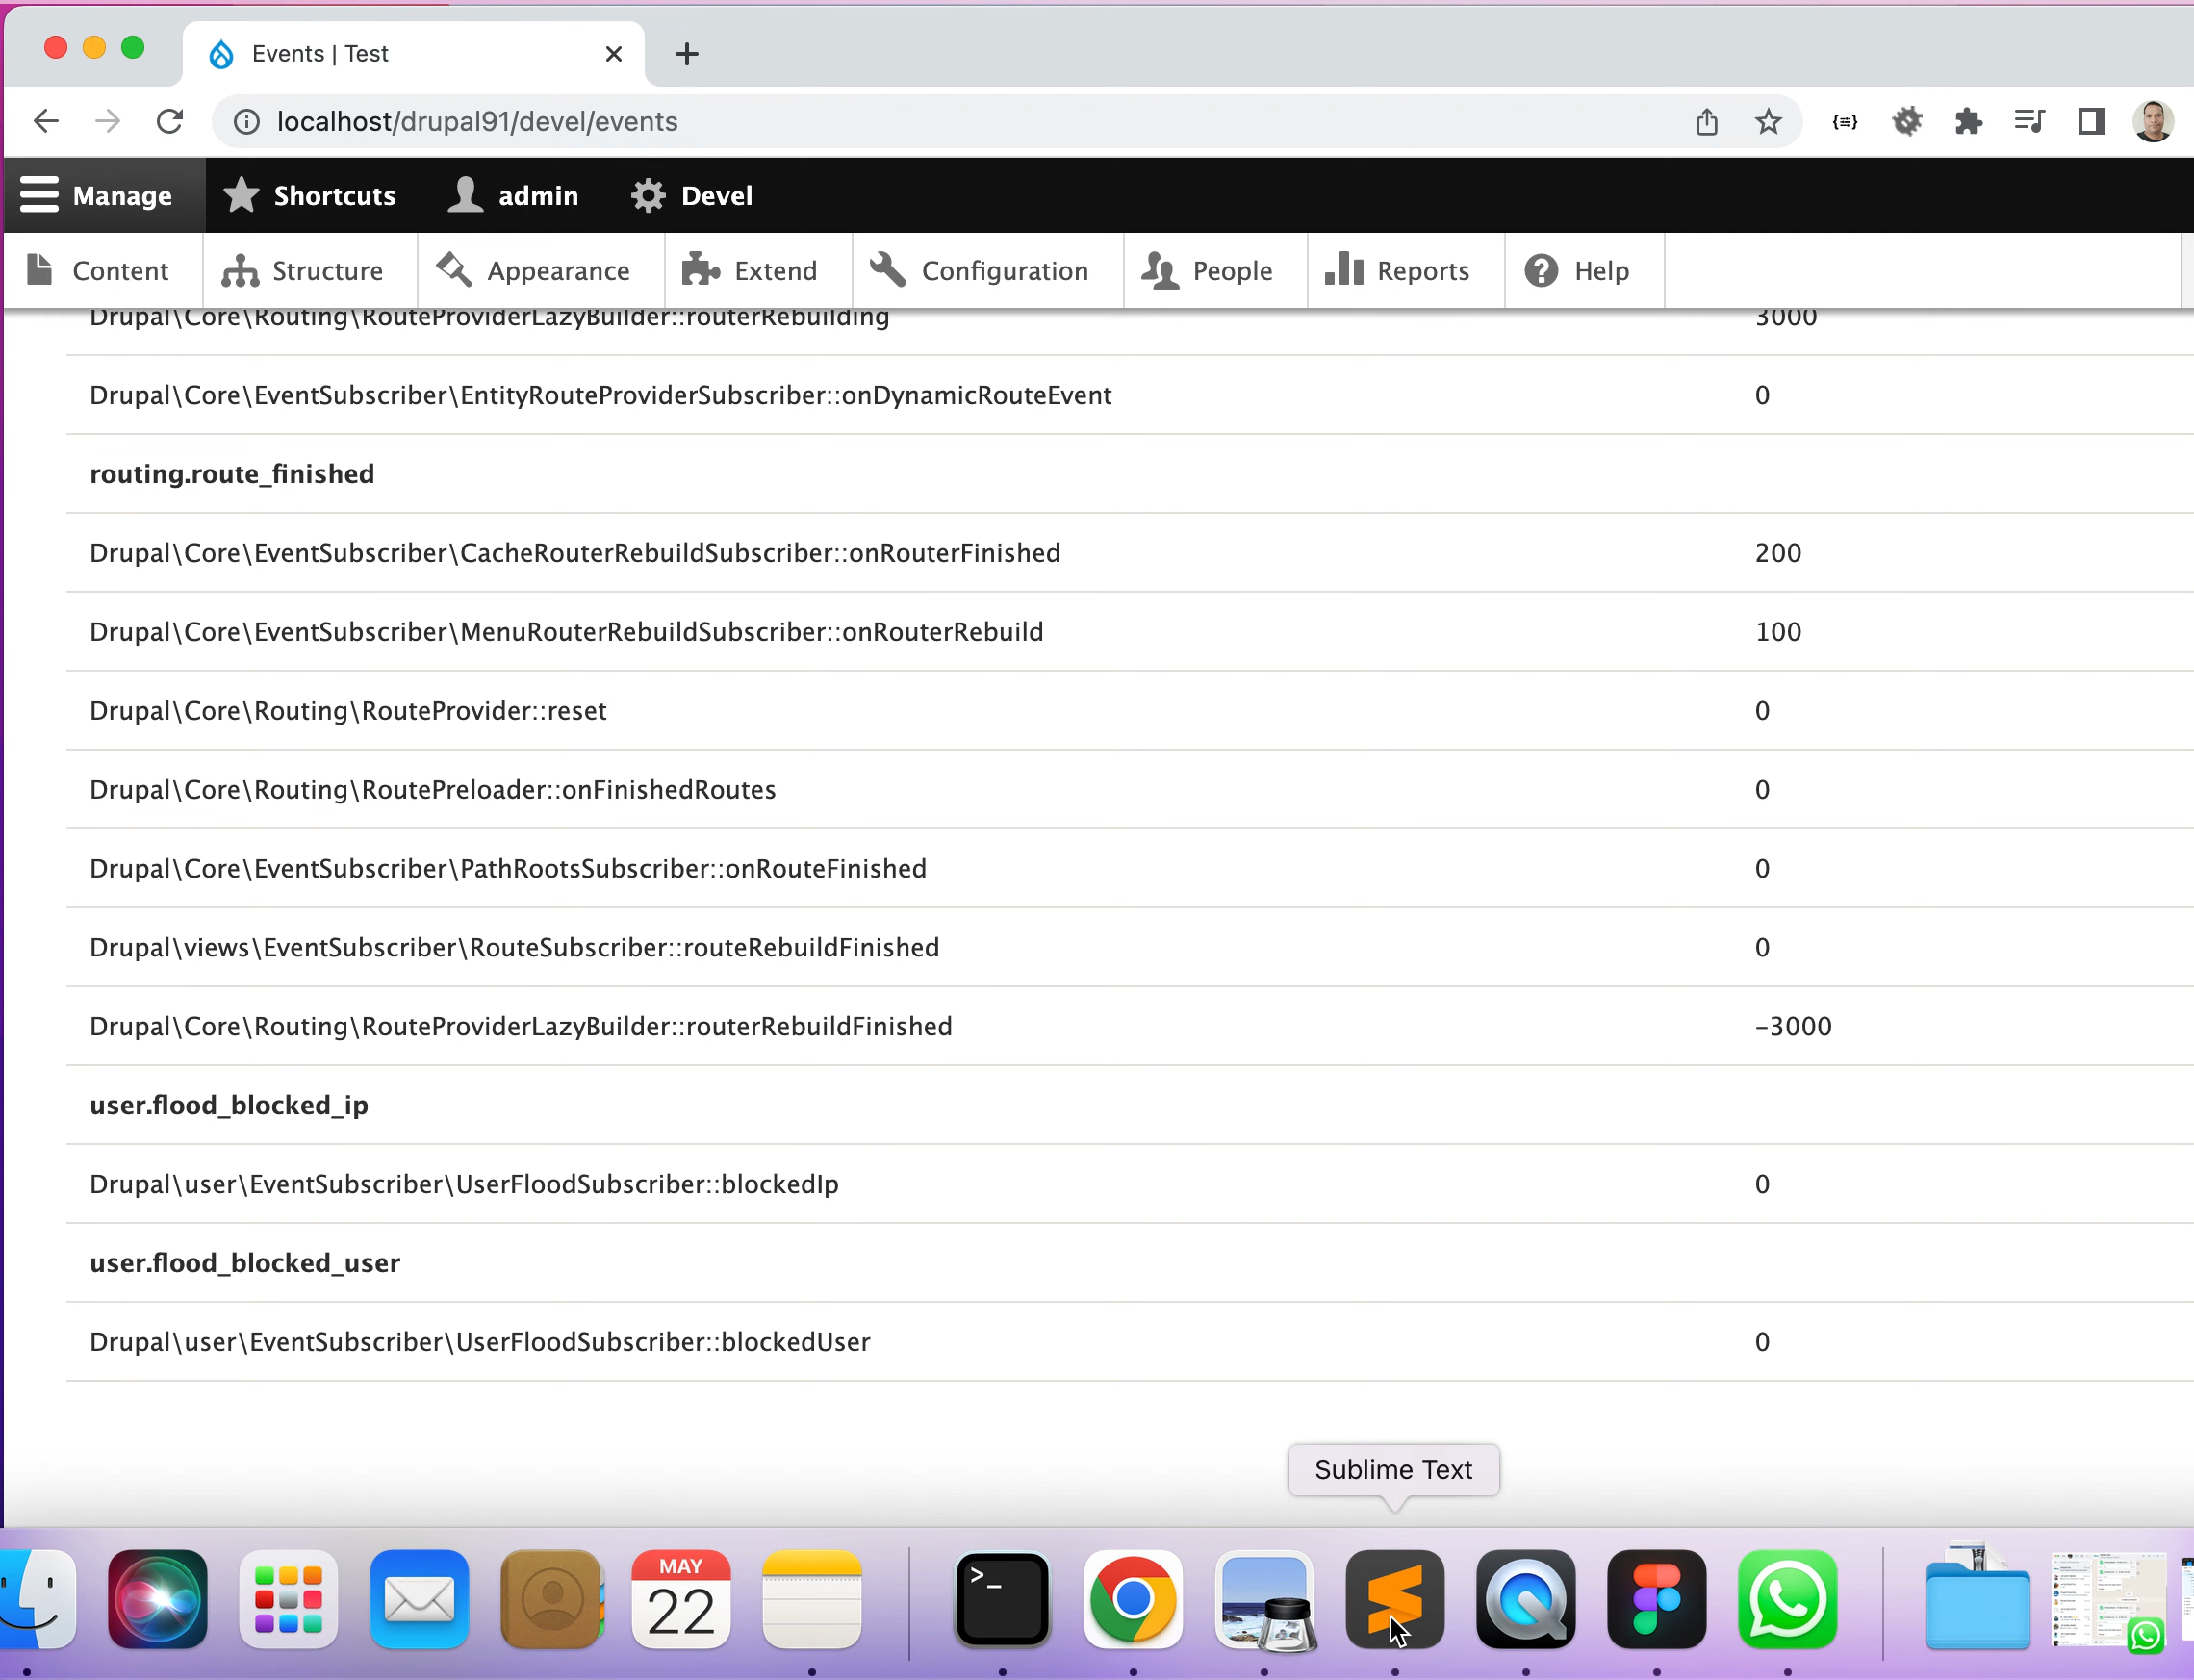 Events | Test
localhost/drupal91/devel/events
Manage Shortcuts admin Devel
Content Structure Appearance Extend Configuration People Reports Help
Drupal\Core\Routing\RouteProviderLazyBuilder::routerRebuilding 3000
Drupal\Core\EventSubscriber\EntityRouteProviderSubscriber::onDynamicRouteEvent 0
routing.route_finished
Drupal\Core\EventSubscriber\CacheRouterRebuildSubscriber::onRouterFinished 200
Drupal\Core\EventSubscriber\MenuRouterRebuildSubscriber::onRouterRebuild 100
Drupal\Core\Routing\RouteProvider::reset 0
Drupal\Core\Routing\RoutePreloader::onFinishedRoutes 0
Drupal\Core\EventSubscriber\PathRootsSubscriber::onRouteFinished 0
Drupal\views\EventSubscriber\RouteSubscriber::routeRebuildFinished 0
Drupal\Core\Routing\RouteProviderLazyBuilder::routerRebuildFinished -3000
user.flood_blocked_ip
Drupal\user\EventSubscriber\UserFloodSubscriber::blockedIp 0
user.flood_blocked_user
Drupal\user\EventSubscriber\UserFloodSubscriber::blockedUser 0
Sublime Text
MAY
22
>_